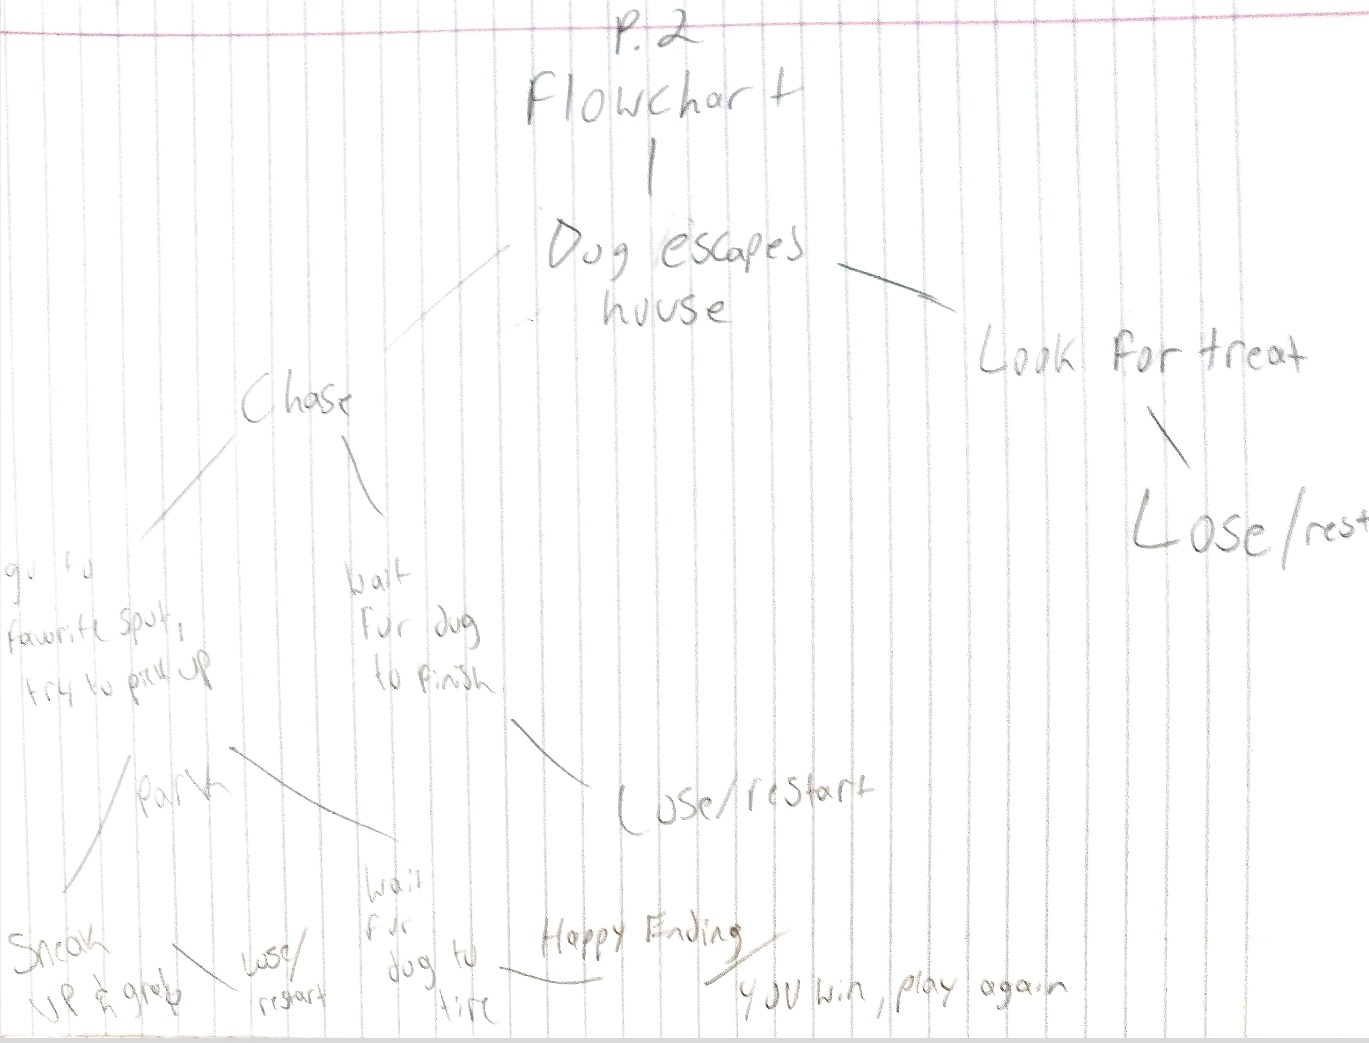 P. 2
Flowchart
Dog escapes
house
Look for treat
Chase
Lose/rest
go to
favorite spot,
try to pick up
wait
for dog
to finish
park
Lose/restart
wait
for
dog to
tire
Sneak
up & grab
Lose/
restart
Happy Ending
you win, play again